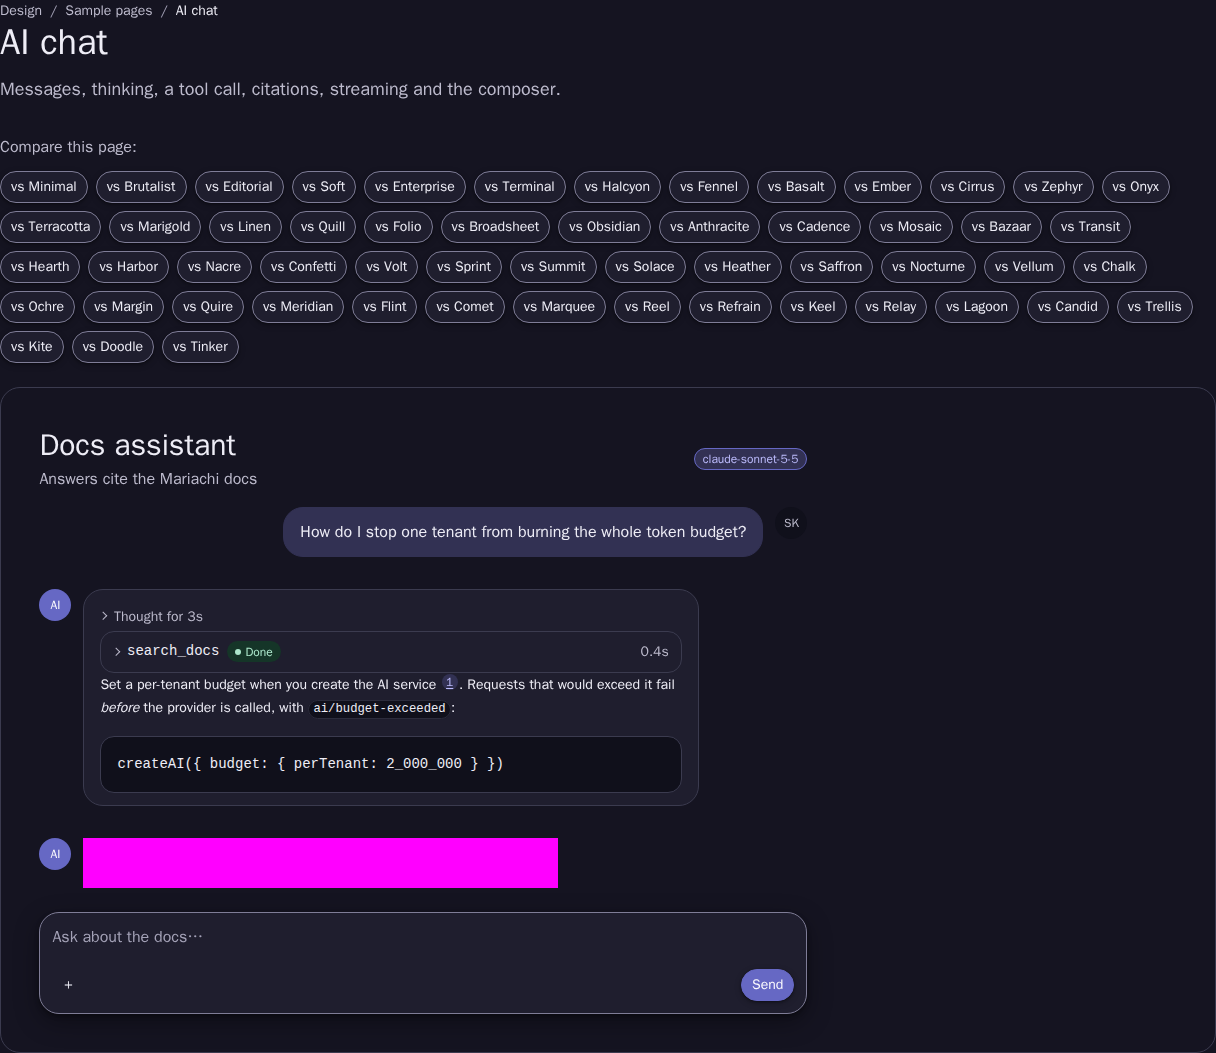 Design / Sample pages / AI chat
AI chat
Messages, thinking, a tool call, citations, streaming and the composer.
Compare this page:
vs Minimal vs Brutalist vs Editorial vs Soft vs Enterprise vs Terminal vs Halcyon vs Fennel vs Basalt vs Ember vs Cirrus vs Zephyr vs Onyx
vs Terracotta vs Marigold vs Linen vs Quill vs Folio vs Broadsheet vs Obsidian vs Anthracite vs Cadence vs Mosaic vs Bazaar vs Transit
vs Hearth vs Harbor vs Nacre vs Confetti vs Volt vs Sprint vs Summit vs Solace vs Heather vs Saffron vs Nocturne vs Vellum vs Chalk
vs Ochre vs Margin vs Quire vs Meridian vs Flint vs Comet vs Marquee vs Reel vs Refrain vs Keel vs Relay vs Lagoon vs Candid vs Trellis
vs Kite vs Doodle vs Tinker
Docs assistant
claude-sonnet-5-5
Answers cite the Mariachi docs
How do I stop one tenant from burning the whole token budget? SK
AI
Thought for 3s
search_docs Done 0.4s
Set a per-tenant budget when you create the AI service 1. Requests that would exceed it fail
before the provider is called, with ai/budget-exceeded:
createAI({ budget: { perTenant: 2_000_000 } })
AI
Ask about the docs…
+ Send